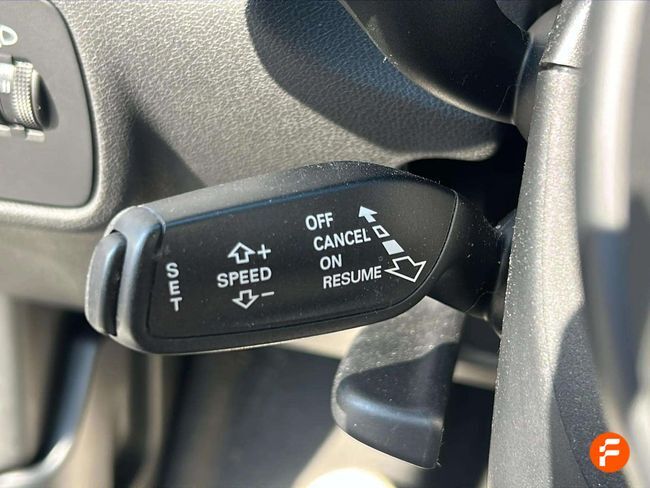 SET
+
SPEED
-
OFF
CANCEL
ON
RESUME